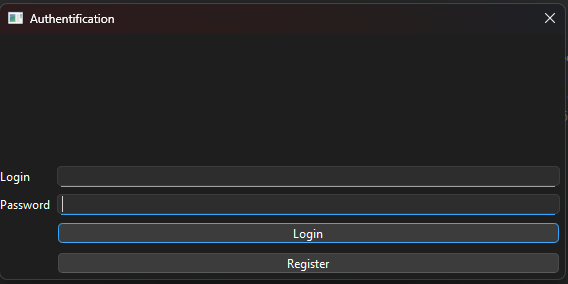 Authentification
Login
Password
Login
Register